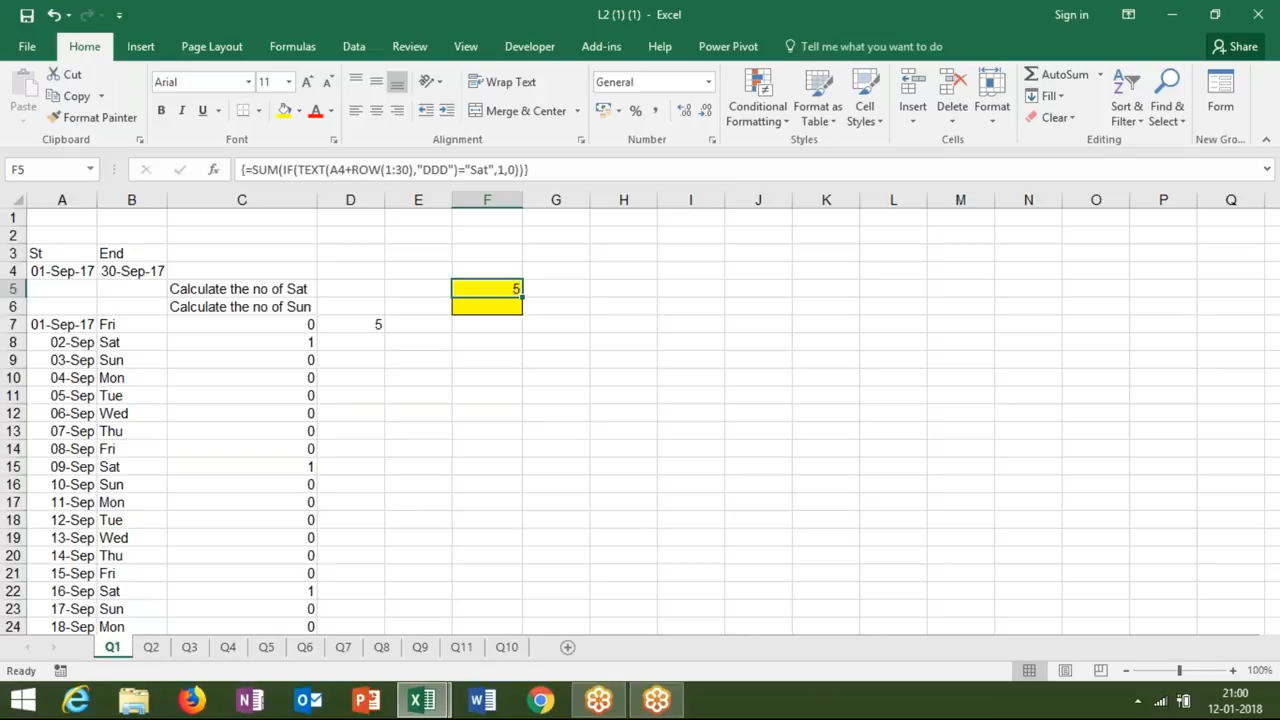 L2 (1) (1) - Excel
Sign in
File Home Insert Page Layout Formulas Data Review View Developer Add-ins Help Power Pivot Tell me what you want to do Share
Paste Cut Copy Format Painter Clipboard
Arial 11 A A B I U A Font
Wrap Text Merge & Center Alignment
General % , Number
Conditional Formatting Format as Table Cell Styles Styles
Insert Delete Format Cells
AutoSum Fill Clear Sort & Filter Find & Select Editing
Form New Gro...
F5 fx {=SUM(IF(TEXT(A4+ROW(1:30),"DDD")="Sat",1,0))}
A B C D E F G H I J K L M N O P Q
1
2
3 St End
4 01-Sep-17 30-Sep-17
5 Calculate the no of Sat 5
6 Calculate the no of Sun
7 01-Sep-17 Fri 0 5
8 02-Sep Sat 1
9 03-Sep Sun 0
10 04-Sep Mon 0
11 05-Sep Tue 0
12 06-Sep Wed 0
13 07-Sep Thu 0
14 08-Sep Fri 0
15 09-Sep Sat 1
16 10-Sep Sun 0
17 11-Sep Mon 0
18 12-Sep Tue 0
19 13-Sep Wed 0
20 14-Sep Thu 0
21 15-Sep Fri 0
22 16-Sep Sat 1
23 17-Sep Sun 0
24 18-Sep Mon 0
Q1 Q2 Q3 Q4 Q5 Q6 Q7 Q8 Q9 Q11 Q10
Ready 100%
21:00
12-01-2018